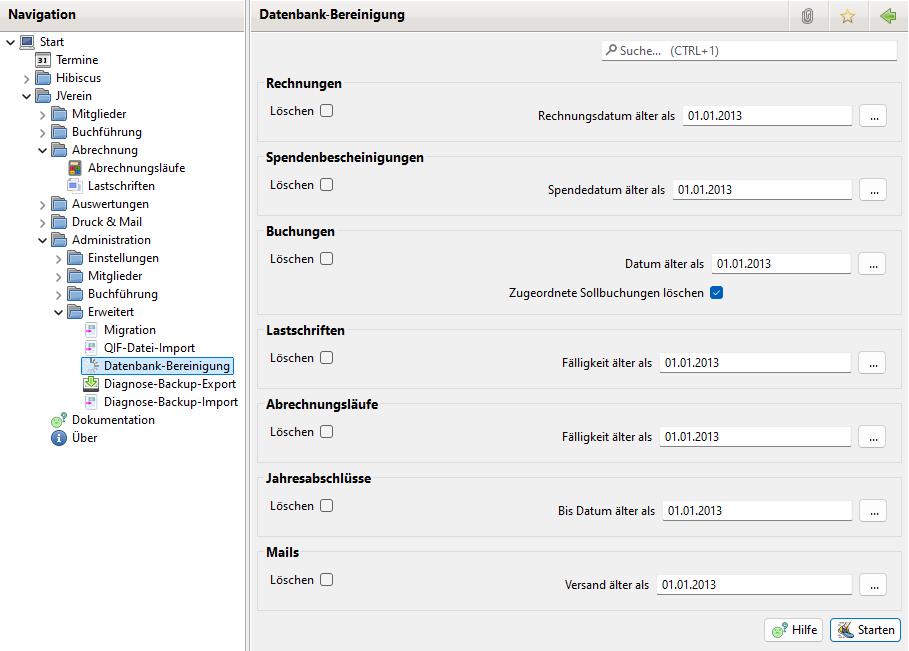 Navigation
Start
31 Termine
Hibiscus
JVerein
Mitglieder
Buchführung
Abrechnung
Abrechnungsläufe
Lastschriften
Auswertungen
Druck & Mail
Administration
Einstellungen
Mitglieder
Buchführung
Erweitert
Migration
QIF-Datei-Import
Datenbank-Bereinigung
Diagnose-Backup-Export
Diagnose-Backup-Import
Dokumentation
Über
Datenbank-Bereinigung
Suche... (CTRL+1)
Rechnungen
Löschen Rechnungsdatum älter als 01.01.2013 ...
Spendenbescheinigungen
Löschen Spendedatum älter als 01.01.2013 ...
Buchungen
Löschen Datum älter als 01.01.2013 ...
Zugeordnete Sollbuchungen löschen
Lastschriften
Löschen Fälligkeit älter als 01.01.2013 ...
Abrechnungsläufe
Löschen Fälligkeit älter als 01.01.2013 ...
Jahresabschlüsse
Löschen Bis Datum älter als 01.01.2013 ...
Mails
Löschen Versand älter als 01.01.2013 ...
Hilfe Starten